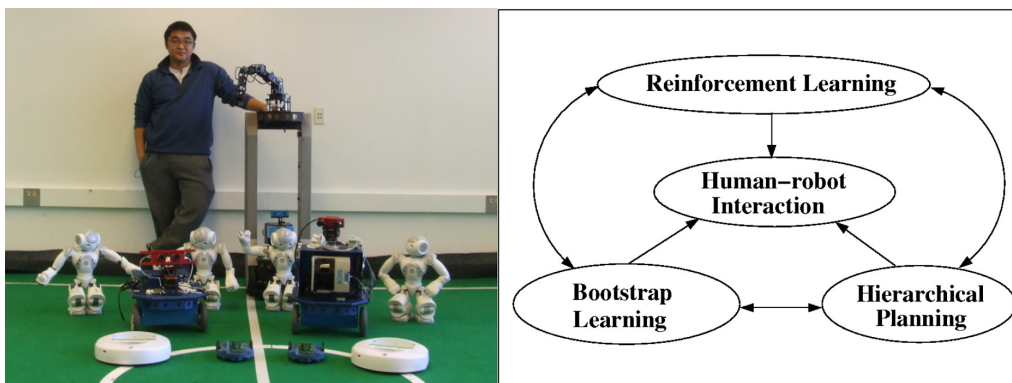 Reinforcement Learning
Human-robot
Interaction
Bootstrap
Learning
Hierarchical
Planning